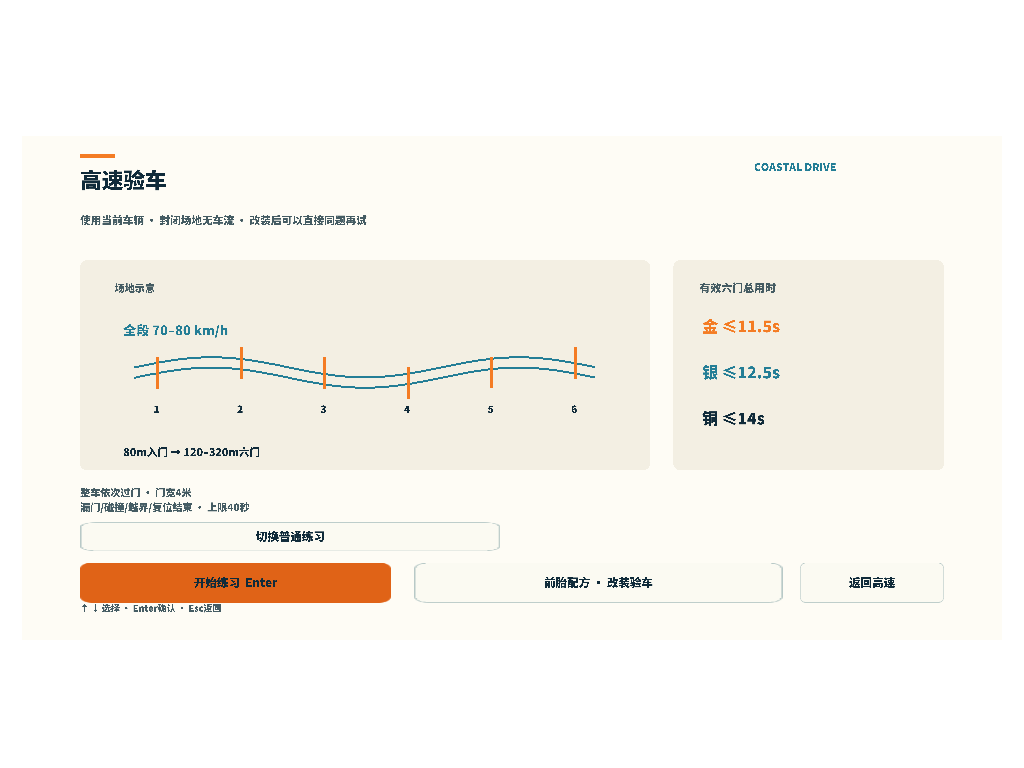 高速验车
COASTAL DRIVE
使用当前车辆 · 封闭场地无车流 · 改装后可以直接同题再试
场地示意
全段 70–80 km/h
1 2 3 4 5 6
80m入门 → 120–320m六门
有效六门总用时
金 ≤11.5s
银 ≤12.5s
铜 ≤14s
整车依次过门 · 门宽4米
漏门/碰撞/越界/复位结束 · 上限40秒
切换普通练习
开始练习 Enter
前胎配方 · 改装验车
返回高速
↑ ↓ 选择 · Enter确认 · Esc返回